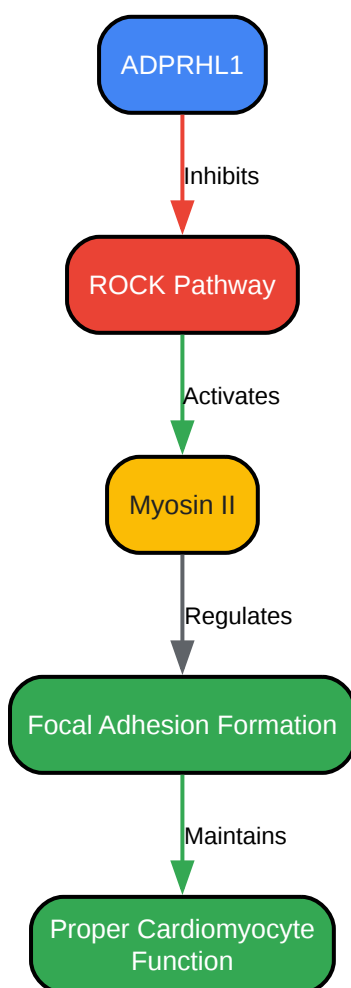 ADPRHL1
Inhibits
ROCK Pathway
Activates
Myosin II
Regulates
Focal Adhesion Formation
Maintains
Proper Cardiomyocyte
Function